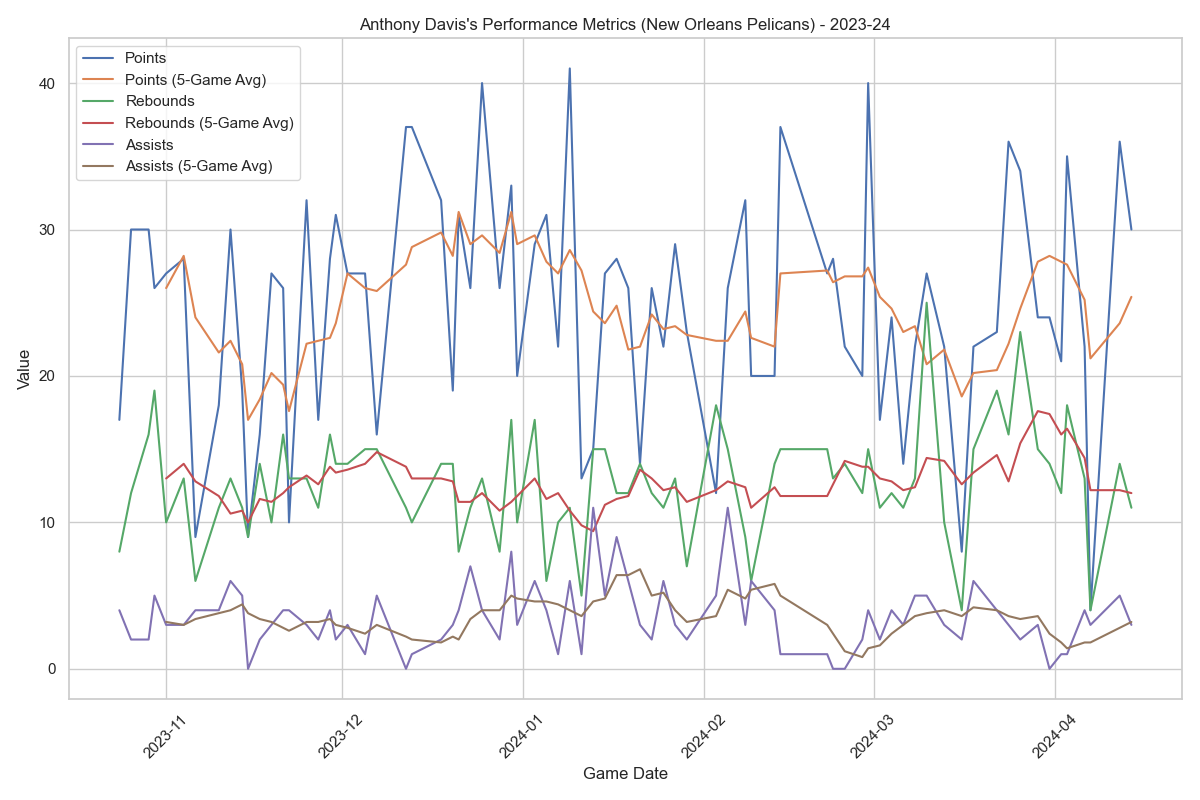 Anthony Davis's Performance Metrics (New Orleans Pelicans) - 2023-24
Points
Points (5-Game Avg)
Rebounds
Rebounds (5-Game Avg)
Assists
Assists (5-Game Avg)
40
30
20
10
0
Value
2023-11
2023-12
2024-01
2024-02
2024-03
2024-04
Game Date